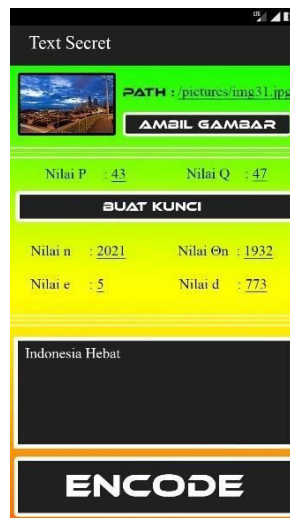 LTE
Text Secret
PATH : /pictures/img31.jpg
AMBIL GAMBAR
Nilai P : 43 Nilai Q : 47
BUAT KUNCI
Nilai n : 2021 Nilai Θn : 1932
Nilai e : 5 Nilai d : 773
Indonesia Hebat
ENCODE